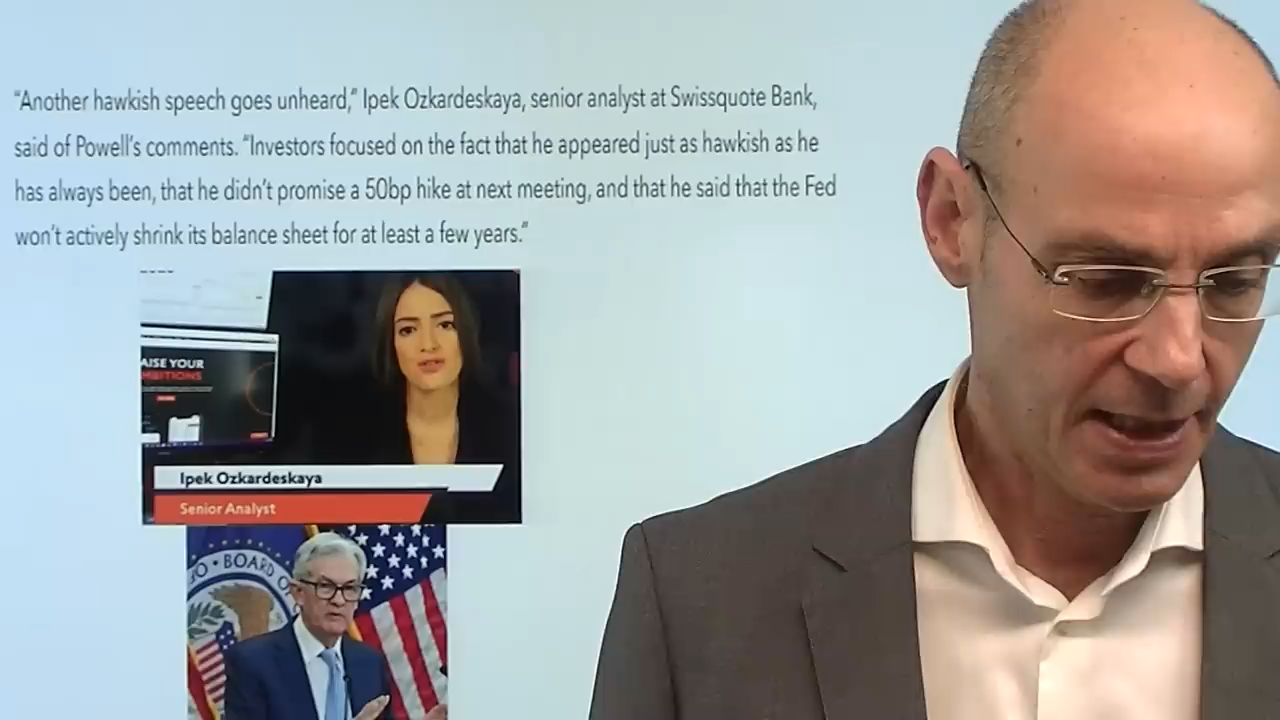 "Another hawkish speech goes unheard," Ipek Ozkardeskaya, senior analyst at Swissquote Bank,
said of Powell's comments. "Investors focused on the fact that he appeared just as hawkish as he
has always been, that he didn't promise a 50bp hike at next meeting, and that he said that the Fed
won't actively shrink its balance sheet for at least a few years."
AISE YOUR
MBITIONS
Ipek Ozkardeskaya
Senior Analyst
BOARD O